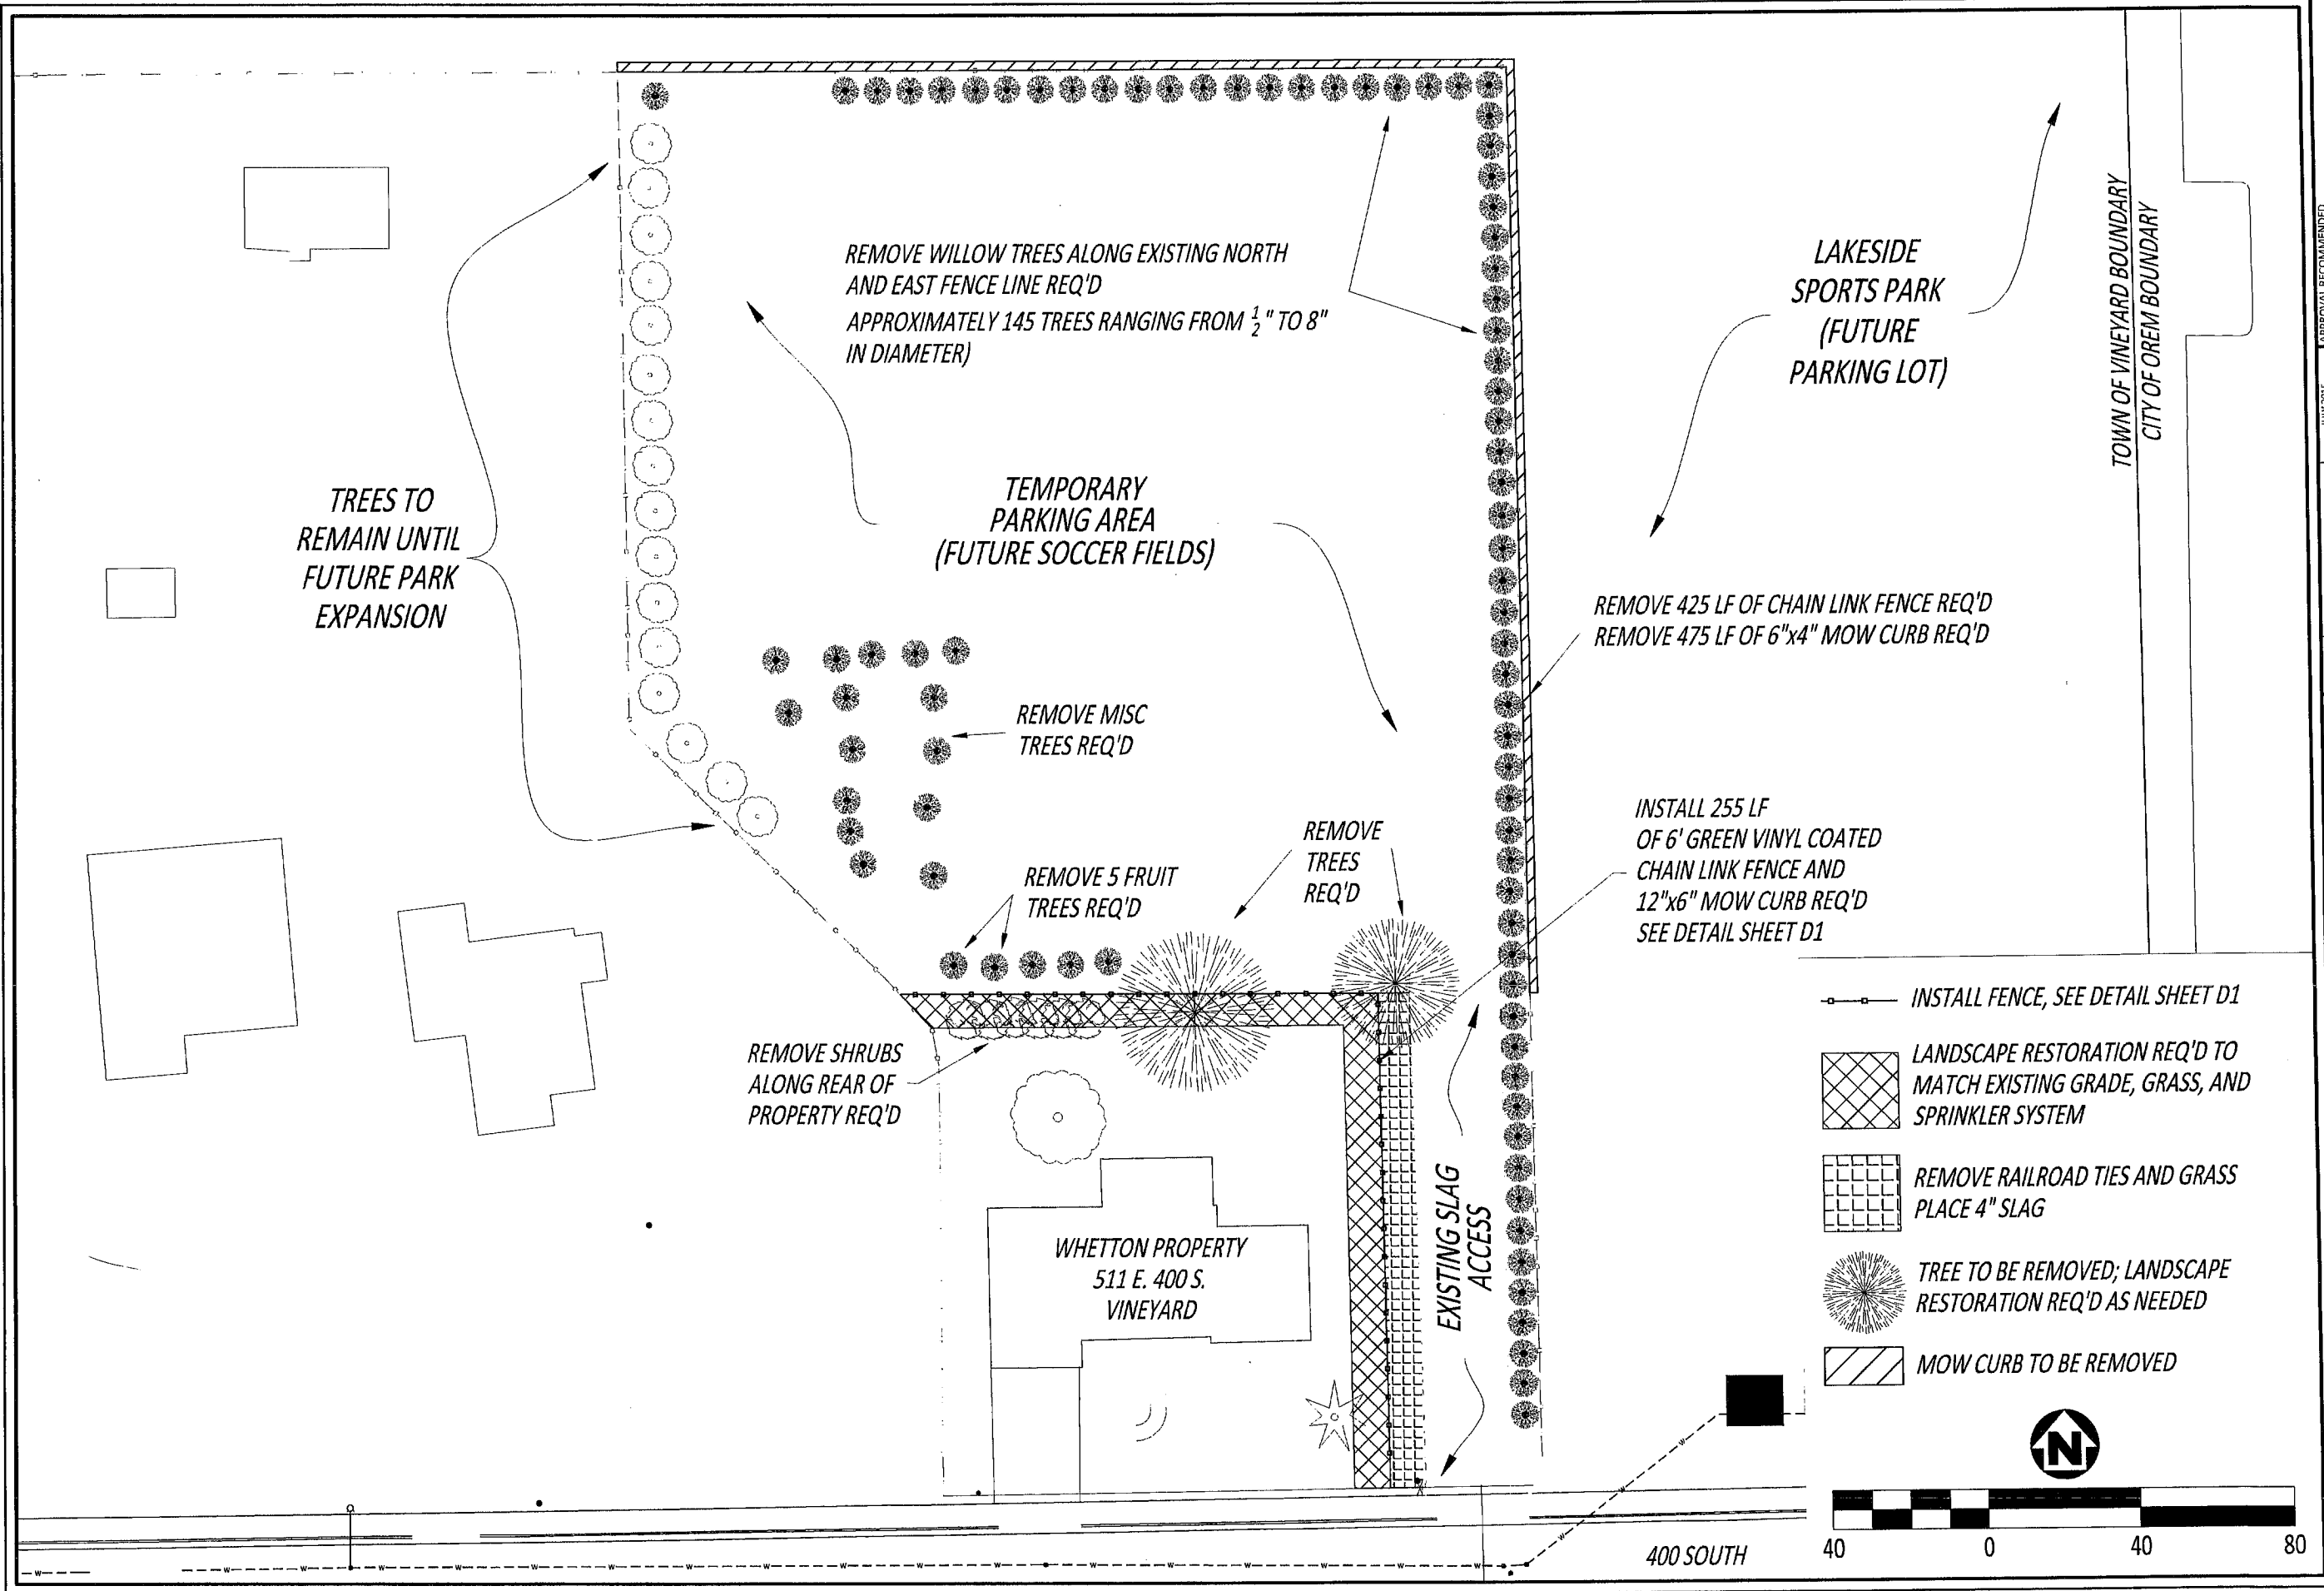 REMOVE WILLOW TREES ALONG EXISTING NORTH
AND EAST FENCE LINE REQ'D
APPROXIMATELY 145 TREES RANGING FROM 1/2" TO 8"
IN DIAMETER)
LAKESIDE
SPORTS PARK
(FUTURE
PARKING LOT)
TOWN OF VINEYARD BOUNDARY
CITY OF OREM BOUNDARY
APPROVAL RECOMMENDED
TREES TO
REMAIN UNTIL
FUTURE PARK
EXPANSION
TEMPORARY
PARKING AREA
(FUTURE SOCCER FIELDS)
REMOVE 425 LF OF CHAIN LINK FENCE REQ'D
REMOVE 475 LF OF 6"x4" MOW CURB REQ'D
REMOVE MISC
TREES REQ'D
INSTALL 255 LF
OF 6' GREEN VINYL COATED
CHAIN LINK FENCE AND
12"x6" MOW CURB REQ'D
SEE DETAIL SHEET D1
REMOVE
TREES
REQ'D
REMOVE 5 FRUIT
TREES REQ'D
REMOVE SHRUBS
ALONG REAR OF
PROPERTY REQ'D
WHETTON PROPERTY
511 E. 400 S.
VINEYARD
EXISTING SLAG
ACCESS
INSTALL FENCE, SEE DETAIL SHEET D1
LANDSCAPE RESTORATION REQ'D TO
MATCH EXISTING GRADE, GRASS, AND
SPRINKLER SYSTEM
REMOVE RAILROAD TIES AND GRASS
PLACE 4" SLAG
TREE TO BE REMOVED; LANDSCAPE
RESTORATION REQ'D AS NEEDED
MOW CURB TO BE REMOVED
N
40 0 40 80
400 SOUTH